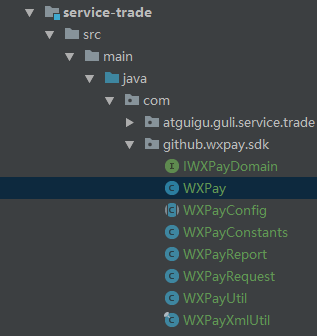 service-trade
src
main
java
com
atguigu.guli.service.trade
github.wxpay.sdk
IWXPayDomain
WXPay
WXPayConfig
WXPayConstants
WXPayReport
WXPayRequest
WXPayUtil
WXPayXmlUtil